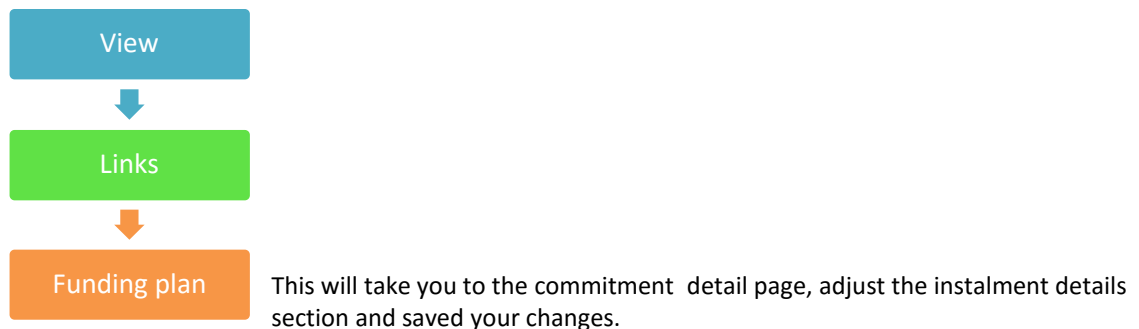 View
Links
Funding plan
This will take you to the commitment  detail page, adjust the instalment details
section and saved your changes.